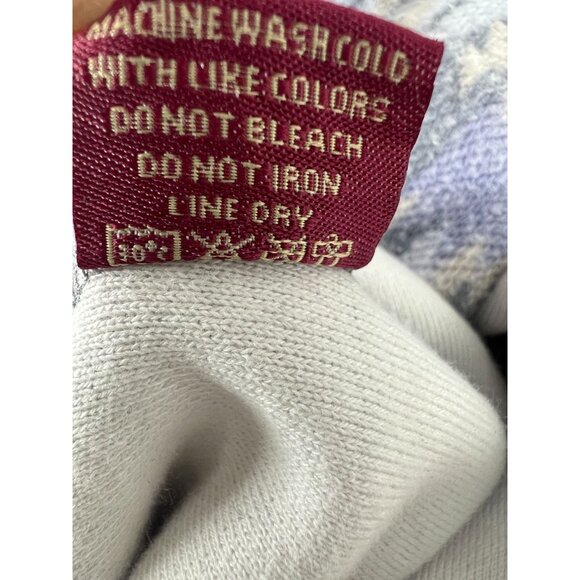 MACHINE WASH COLD
WITH LIKE COLORS
DO NOT BLEACH
DO NOT IRON
LINE DRY